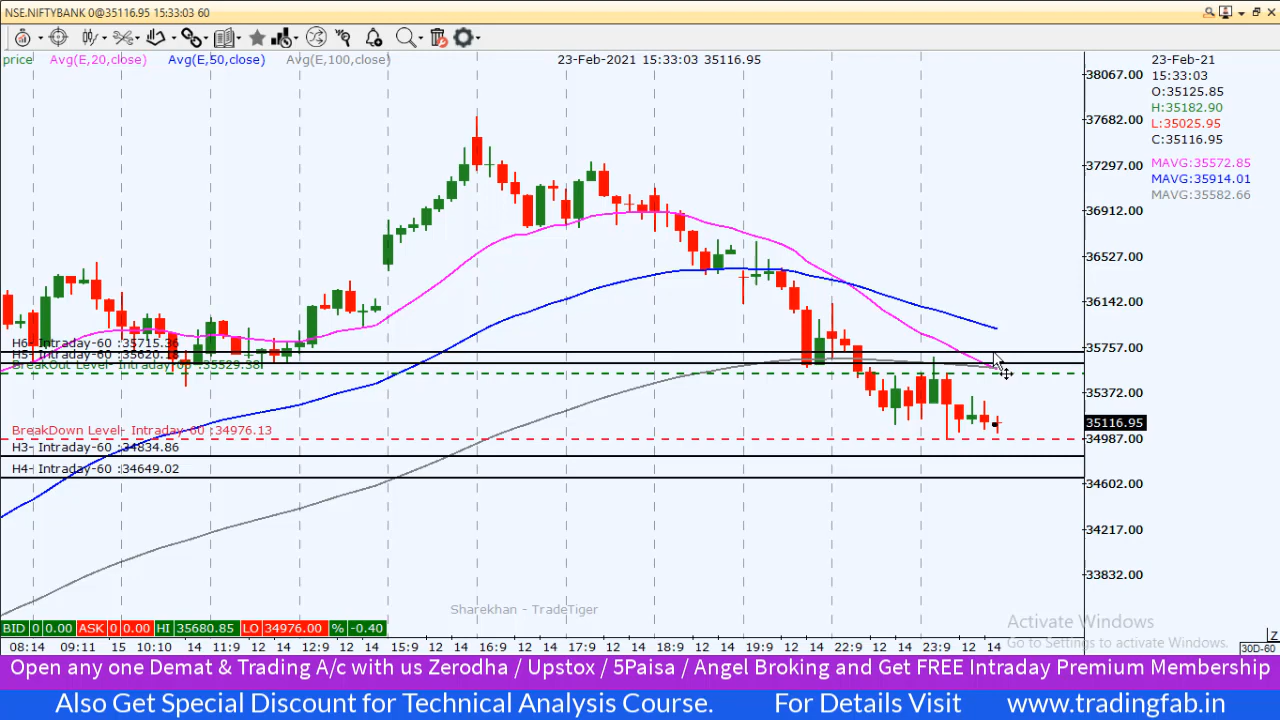 NSE.NIFTYBANK 0@35116.95 15:33:03 60
price Avg(E,20,close) Avg(E,50,close) Avg(E,100,close) 23-Feb-2021 15:33:03 35116.95
23-Feb-21
15:33:03
O:35125.85
H:35182.90
L:35025.95
C:35116.95
MAVG:35572.85
MAVG:35914.01
MAVG:35582.66
38067.00
37682.00
37297.00
36912.00
36527.00
36142.00
35757.00
35372.00
35116.95
34987.00
34602.00
34217.00
33832.00
H6- Intraday-60 :35715.36
H5- Intraday-60 :35620.13
BreakOut Level- Intraday-60 :35529.38
BreakDown Level- Intraday-60 :34976.13
H3- Intraday-60 :34834.86
H4- Intraday-60 :34649.02
Sharekhan - TradeTiger
Activate Windows
Go to Settings to activate Windows.
BID 0 0.00 ASK 0 0.00 HI 35680.85 LO 34976.00 % -0.40
Z
08:14 09:11 15 10:10 14 11:9 11 12:9 12 14 15:9 12 14 16:9 12 14 17:9 12 14 18:9 12 14 19:9 12 14 22:9 12 14 23:9 12 14
30D-60
Open any one Demat & Trading A/c with us Zerodha / Upstox / 5Paisa / Angel Broking and Get FREE Intraday Premium Membership
Also Get Special Discount for Technical Analysis Course. For Details Visit www.tradingfab.in